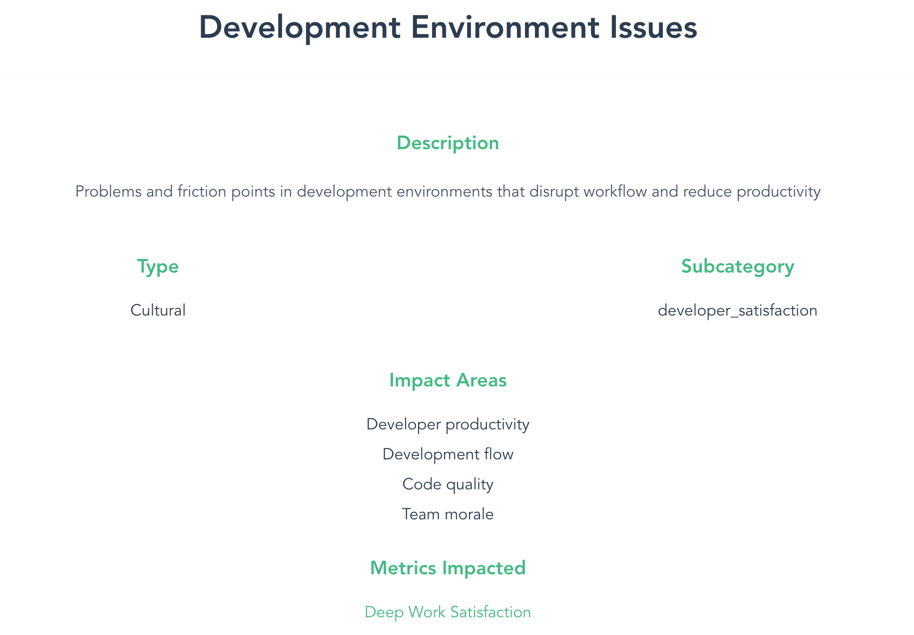 Development Environment Issues
Description
Problems and friction points in development environments that disrupt workflow and reduce productivity
Type
Subcategory
Cultural
developer_satisfaction
Impact Areas
Developer productivity
Development flow
Code quality
Team morale
Metrics Impacted
Deep Work Satisfaction